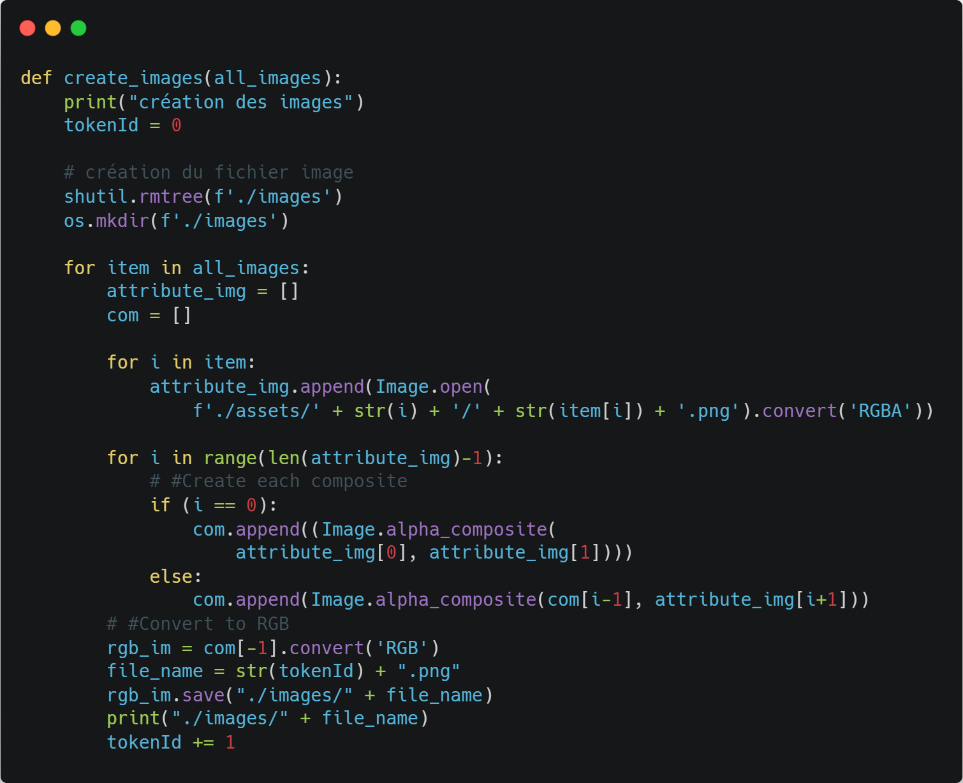 def create_images(all_images):
    print("création des images")
    tokenId = 0

    # création du fichier image
    shutil.rmtree(f'./images')
    os.mkdir(f'./images')

    for item in all_images:
        attribute_img = []
        com = []

        for i in item:
            attribute_img.append(Image.open(
                f'./assets/' + str(i) + '/' + str(item[i]) + '.png').convert('RGBA'))

        for i in range(len(attribute_img)-1):
            # #Create each composite
            if (i == 0):
                com.append((Image.alpha_composite(
                    attribute_img[0], attribute_img[1])))
            else:
                com.append(Image.alpha_composite(com[i-1], attribute_img[i+1]))
        # #Convert to RGB
        rgb_im = com[-1].convert('RGB')
        file_name = str(tokenId) + ".png"
        rgb_im.save("./images/" + file_name)
        print("./images/" + file_name)
        tokenId += 1